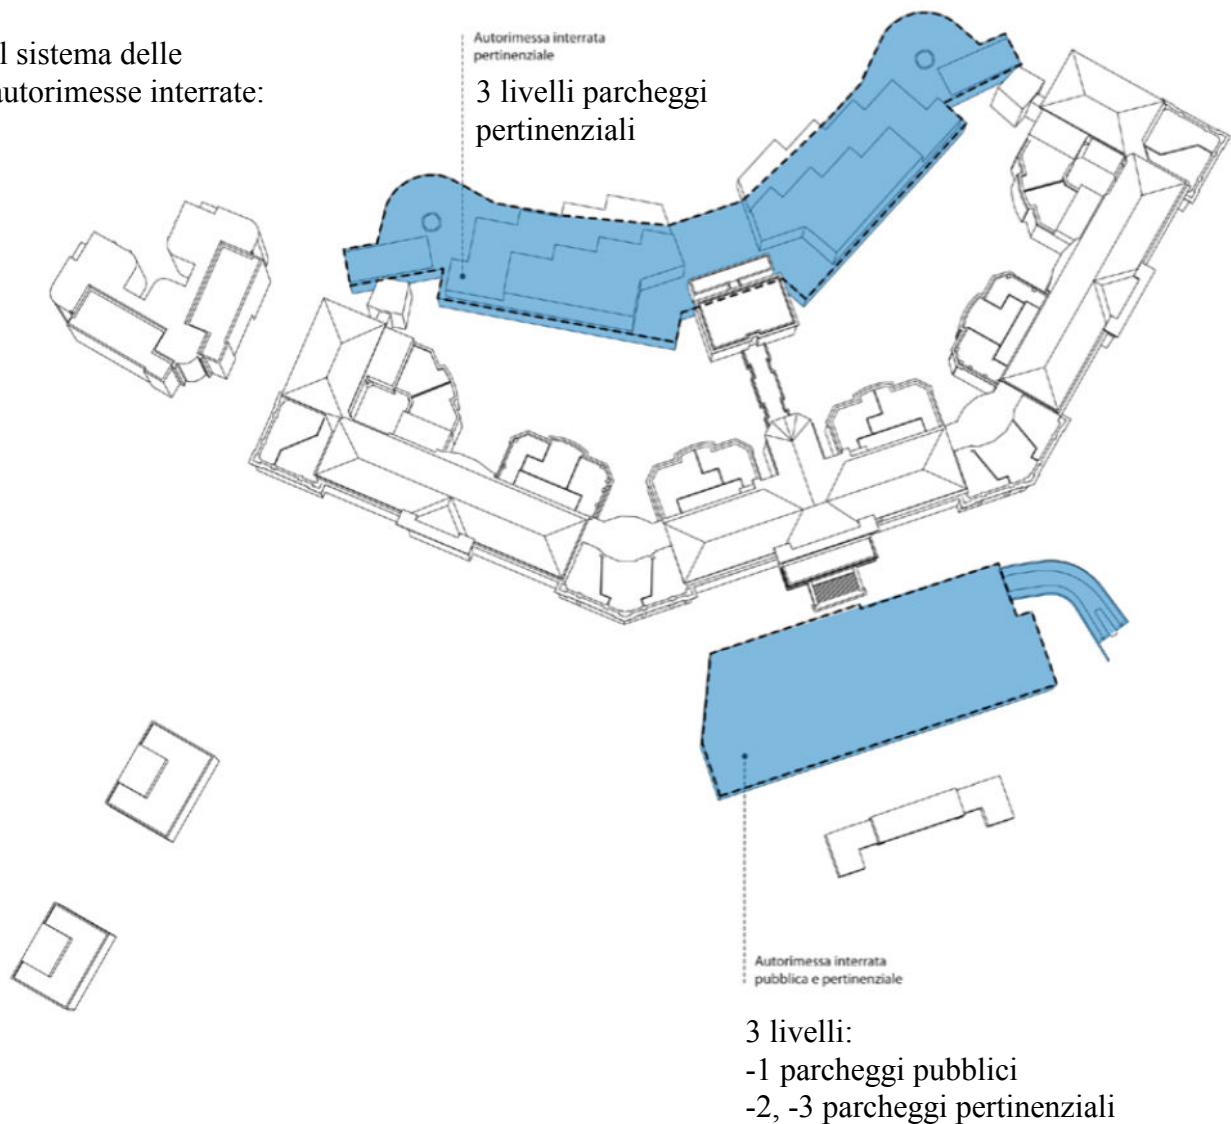 l sistema delle
autorimesse interrate:
Autorimessa interrata
pertinenziale
3 livelli parcheggi
pertinenziali
Autorimessa interrata
pubblica e pertinenziale
3 livelli:
-1 parcheggi pubblici
-2, -3 parcheggi pertinenziali